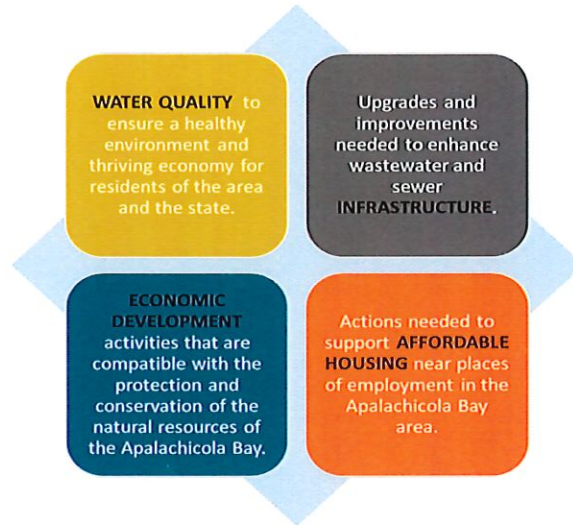 WATER QUALITY to
ensure a healthy
environment and
thriving economy for
residents of the area
and the state.
Upgrades and
improvements
needed to enhance
wastewater and
sewer
INFRASTRUCTURE.
ECONOMIC
DEVELOPMENT
activities that are
compatible with the
protection and
conservation of the
natural resources of
the Apalachicola Bay.
Actions needed to
support AFFORDABLE
HOUSING near places
of employment in the
Apalachicola Bay
area.